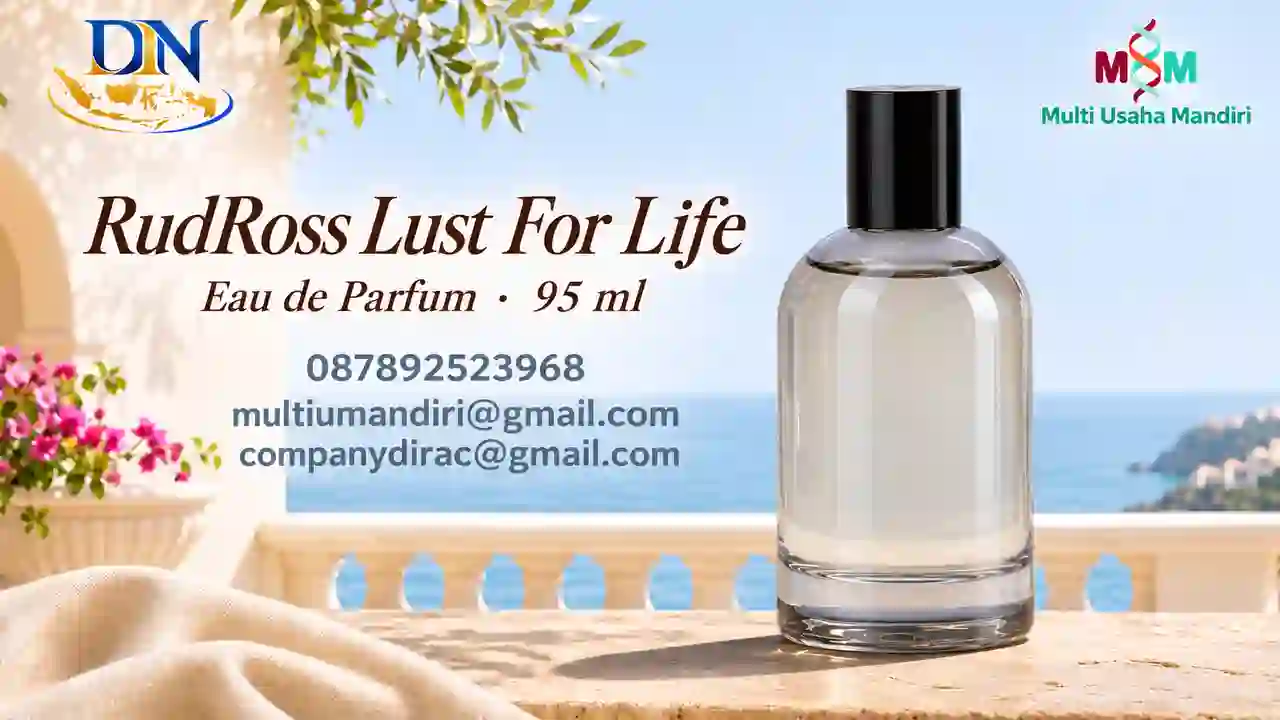 DN
MSM
Multi Usaha Mandiri
RudRoss Lust For Life
Eau de Parfum · 95 ml
087892523968
multiumandiri@gmail.com
companydirac@gmail.com